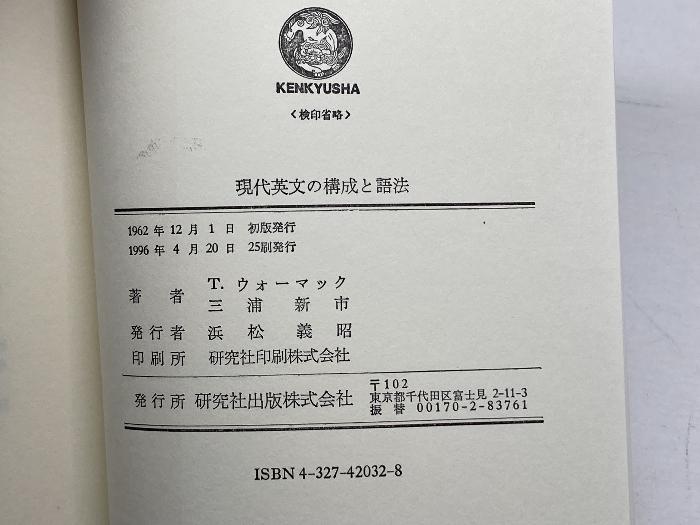 KENKYUSHA
〈検印省略〉
現代英文の構成と語法
1962年12月1日 初版発行
1996年4月20日 25刷発行
著者 T. ウォーマック
三浦新市
発行者 浜松義昭
印刷所 研究社印刷株式会社
発行所 研究社出版株式会社
〒102
東京都千代田区富士見 2-11-3
振替 00170-2-83761
ISBN 4-327-42032-8